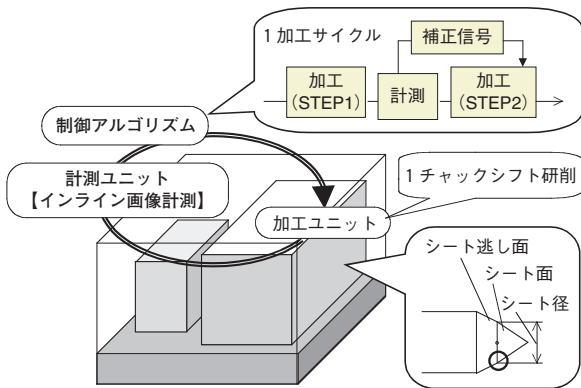 1加工サイクル
補正信号
加工
(STEP1)
計測
加工
(STEP2)
制御アルゴリズム
計測ユニット
【インライン画像計測】
加工ユニット
1チャックシフト研削
シート逃し面
シート面
シート径